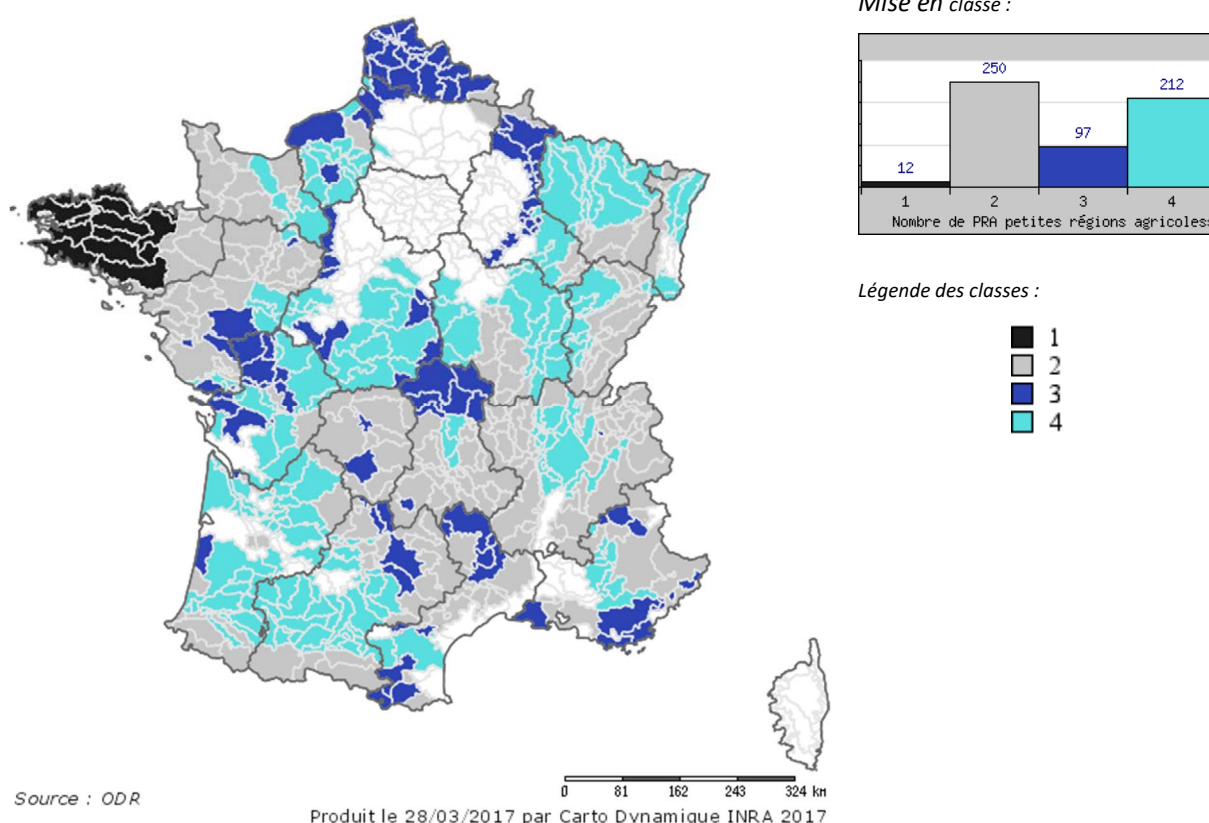 Mise en classe :
250
212
97
12
1 2 3 4
Nombre de PRA petites régions agricoless
Légende des classes :
1
2
3
4
0 81 162 243 324 km
Source : ODR
Produit le 28/03/2017 par Carto Dynamique INRA 2017